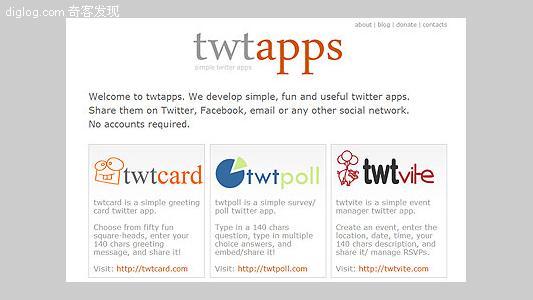 diglog.com 奇客发现
about | blog | donate | contacts
twtapps
simple twitter apps
Welcome to twtapps. We develop simple, fun and useful twitter apps.
Share them on Twitter, Facebook, email or any other social network.
No accounts required.
twtcard
twtcard is a simple greeting
card twitter app.
Choose from fifty fun
square-heads, enter your
140 chars greeting
message, and share it!
Visit: http://twtcard.com
twtpoll
twtpoll is a simple survey/
poll twitter app.
Type in a 140 chars
question, type in multiple
choice answers, and
embed/share it!
Visit: http://twtpoll.com
twtvite
twtvite is a simple event
manager twitter app.
Create an event, enter the
location, date, time, your
140 chars description, and
share it/ manage RSVPs.
Visit: http://twtvite.com